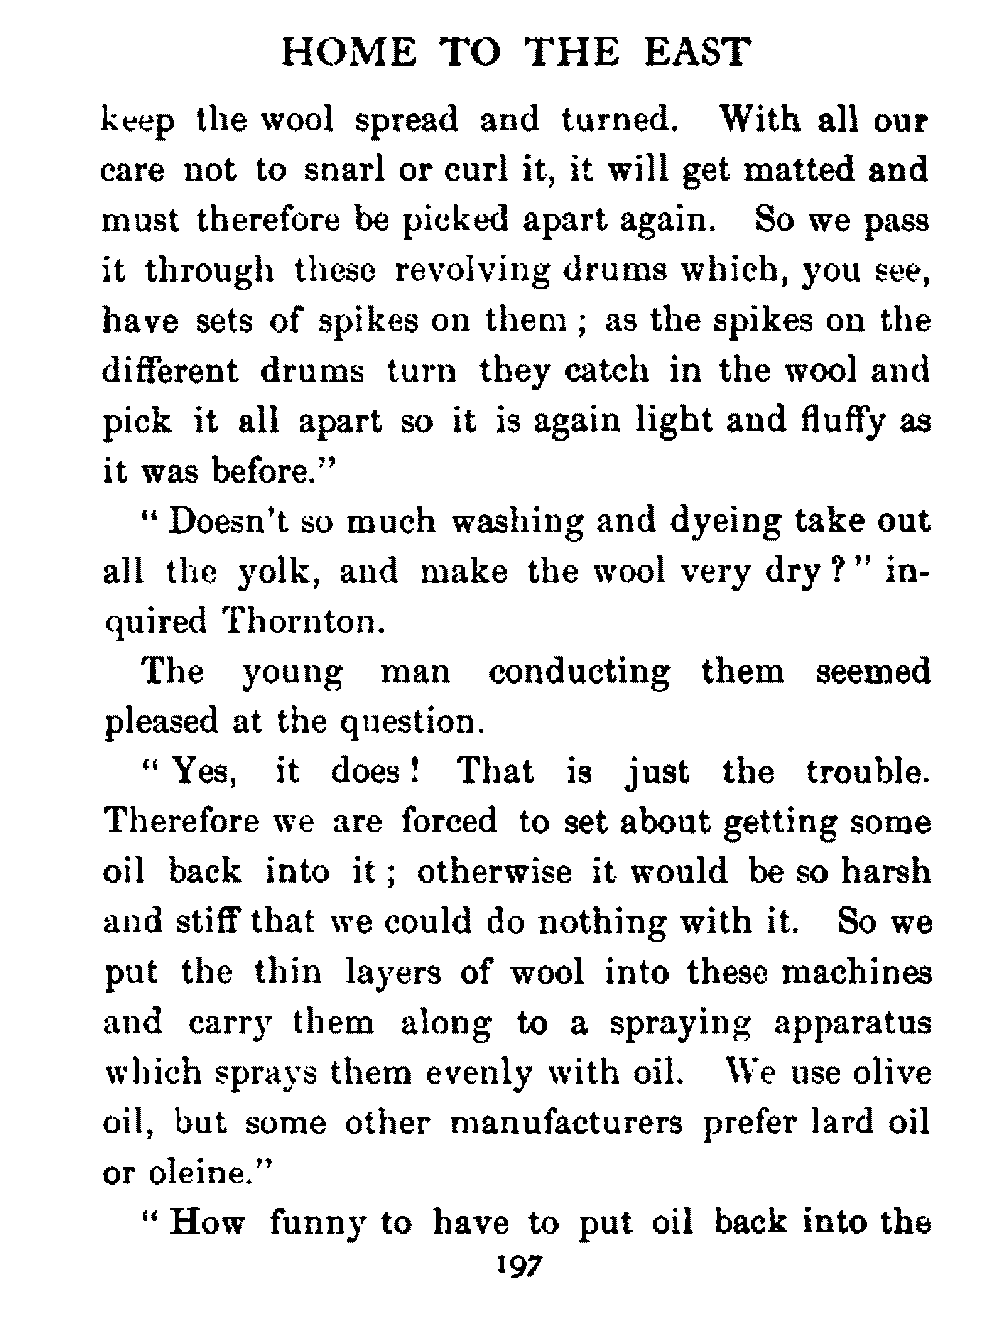 HOME TO THE EAST
keep the wool spread and turned. With all our
care not to snarl or curl it, it will get matted and
must therefore be picked apart again. So we pass
it through these revolving drums which, you see,
have sets of spikes on them ; as the spikes on the
different drums turn they catch in the wool and
pick it all apart so it is again light and fluffy as
it was before."
" Doesn't so much washing and dyeing take out
all the yolk, and make the wool very dry ? " in-
quired Thornton.
The young man conducting them seemed
pleased at the question.
" Yes, it does ! That is just the trouble.
Therefore we are forced to set about getting some
oil back into it ; otherwise it would be so harsh
and stiff that we could do nothing with it. So we
put the thin layers of wool into these machines
and carry them along to a spraying apparatus
which sprays them evenly with oil. We use olive
oil, but some other manufacturers prefer lard oil
or oleine."
" How funny to have to put oil back into the
197